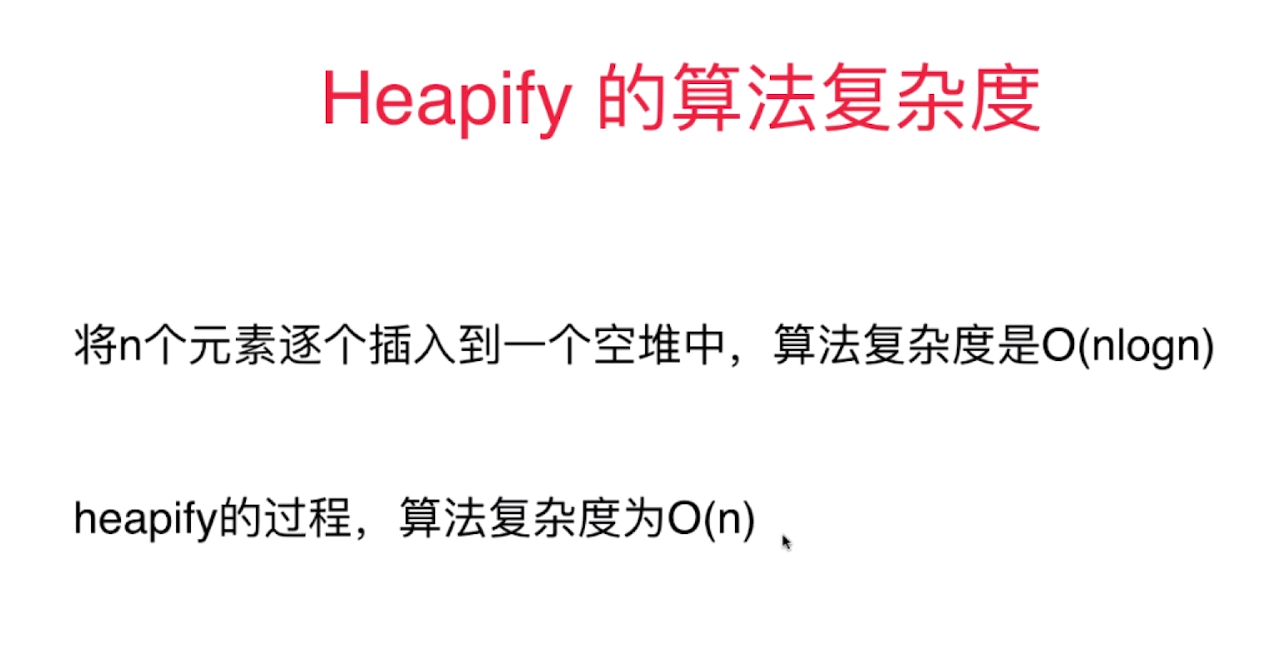 Heapify 的算法复杂度
将n个元素逐个插入到一个空堆中，算法复杂度是O(nlogn)
heapify的过程，算法复杂度为O(n)